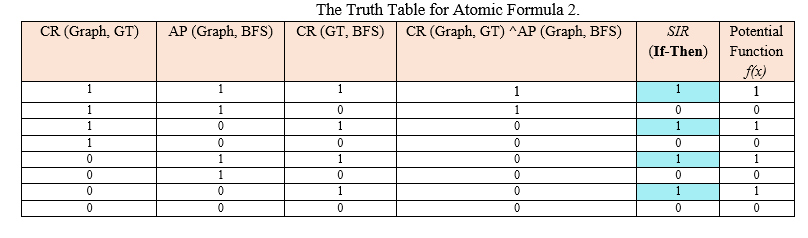 The Truth Table for Atomic Formula 2.
CR (Graph, GT) AP (Graph, BFS) CR (GT, BFS) CR (Graph, GT) ^AP (Graph, BFS) SIR (If-Then) Potential Function f(x)
1 1 1 1 1 1
1 1 0 1 0 0
1 0 1 0 1 1
1 0 0 0 0 0
0 1 1 0 1 1
0 1 0 0 0 0
0 0 1 0 1 1
0 0 0 0 0 0